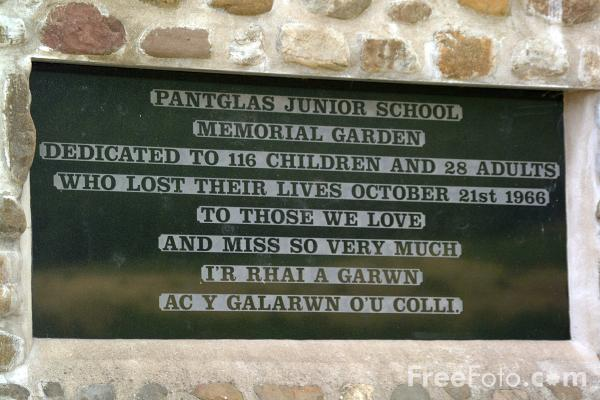 PANTGLAS JUNIOR SCHOOL
MEMORIAL GARDEN
DEDICATED TO 116 CHILDREN AND 28 ADULTS
WHO LOST THEIR LIVES OCTOBER 21st 1966
TO THOSE WE LOVE
AND MISS SO VERY MUCH
I'R RHAI A GARWN
AC Y GALARWN O'U COLLI.
FreeFoto.com